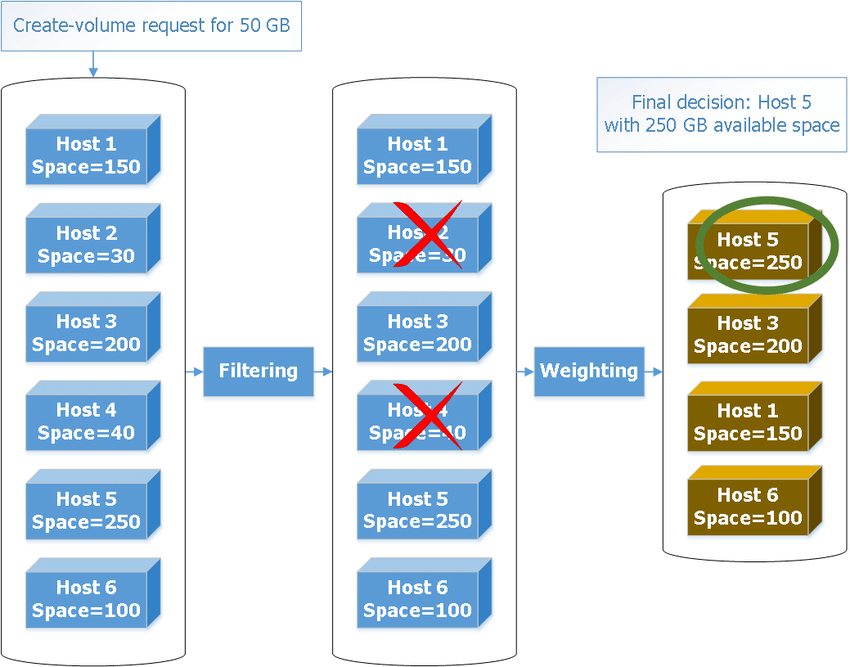 Create-volume request for 50 GB
Host 1
Space=150
Host 2
Space=30
Host 3
Space=200
Host 4
Space=40
Host 5
Space=250
Host 6
Space=100
Filtering
Host 1
Space=150
Host 2
Space=30
Host 3
Space=200
Host 4
Space=40
Host 5
Space=250
Host 6
Space=100
Weighting
Final decision: Host 5
with 250 GB available space
Host 5
Space=250
Host 3
Space=200
Host 1
Space=150
Host 6
Space=100